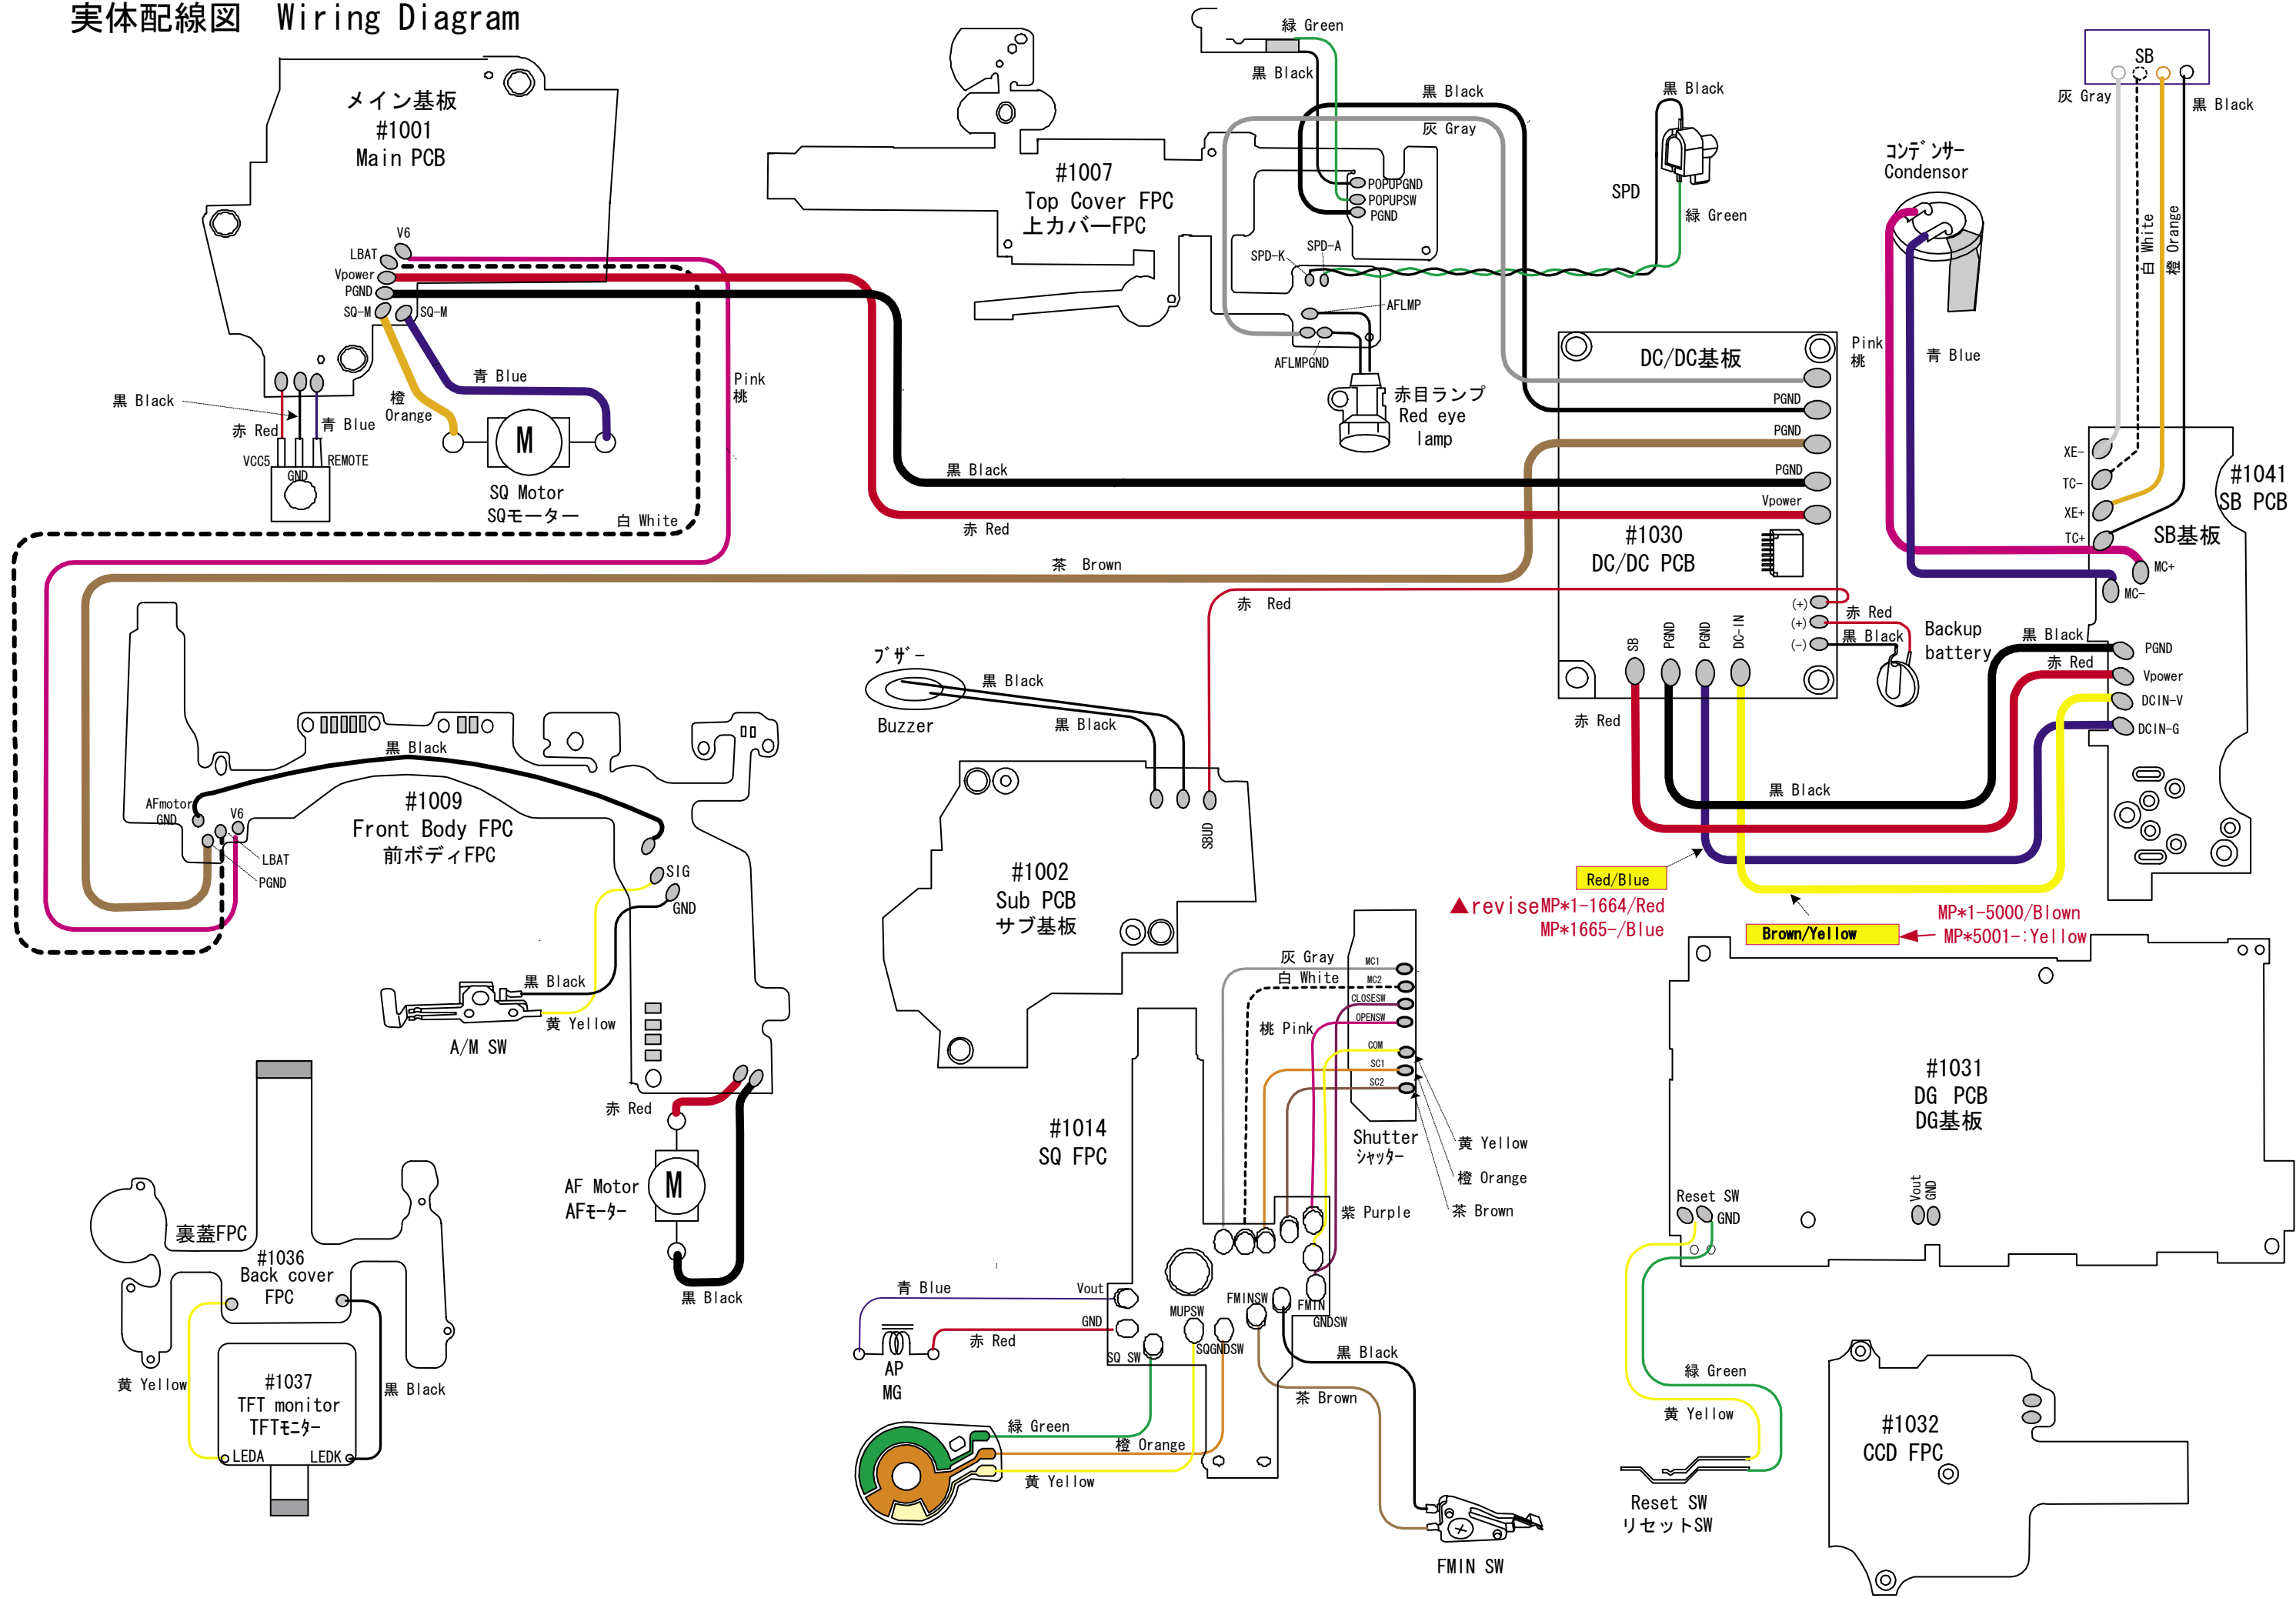 実体配線図 Wiring Diagram
メイン基板
#1001
Main PCB
V6
LBAT
Vpower
PGND
SQ-M
SQ-M
黒 Black
赤 Red
青 Blue
VCC5
REMOTE
GND
橙
Orange
青 Blue
M
SQ Motor
SQモーター
Pink
桃
白 White
緑 Green
黒 Black
#1007
Top Cover FPC
上カバーFPC
黒 Black
灰 Gray
POPUPGND
POPUPSW
PGND
SPD-K
SPD-A
AFLMP
AFLMPGND
赤目ランプ
Red eye
lamp
黒 Black
SPD
緑 Green
コンデンサー
Condensor
Pink
桃
青 Blue
SB
灰 Gray
黒 Black
白 White
橙 Orange
DC/DC基板
PGND
PGND
PGND
Vpower
#1030
DC/DC PCB
(+)
(+)
(-)
SB
PGND
PGND
DC-IN
黒 Black
赤 Red
茶 Brown
赤 Red
赤 Red
黒 Black
Backup
battery
XE-
TC-
XE+
TC+
#1041
SB PCB
SB基板
MC+
MC-
黒 Black
赤 Red
PGND
Vpower
DCIN-V
DCIN-G
赤 Red
黒 Black
Red/Blue
▲revise MP*1-1664/Red
MP*1665-/Blue
Brown/Yellow
MP*1-5000/Blown
MP*5001-:Yellow
ブザー
Buzzer
黒 Black
黒 Black
SBUD
#1002
Sub PCB
サブ基板
黒 Black
AFmotor
GND
V6
LBAT
PGND
#1009
Front Body FPC
前ボディFPC
SIG
GND
黒 Black
黄 Yellow
A/M SW
赤 Red
M
AF Motor
AFモーター
黒 Black
裏蓋FPC
#1036
Back cover
FPC
黄 Yellow
黒 Black
#1037
TFT monitor
TFTモニター
LEDA
LEDK
灰 Gray
白 White
桃 Pink
MC1
MC2
CLOSESW
OPENSW
COM
SC1
SC2
Shutter
シャッター
黄 Yellow
橙 Orange
茶 Brown
紫 Purple
#1014
SQ FPC
Vout
GND
SQ SW
MUPSW
SQGNDSW
FMINSW
FMIN
GNDSW
青 Blue
赤 Red
AP
MG
緑 Green
橙 Orange
黄 Yellow
黒 Black
茶 Brown
FMIN SW
#1031
DG PCB
DG基板
Reset SW
GND
Vout
GND
緑 Green
黄 Yellow
Reset SW
リセットSW
#1032
CCD FPC